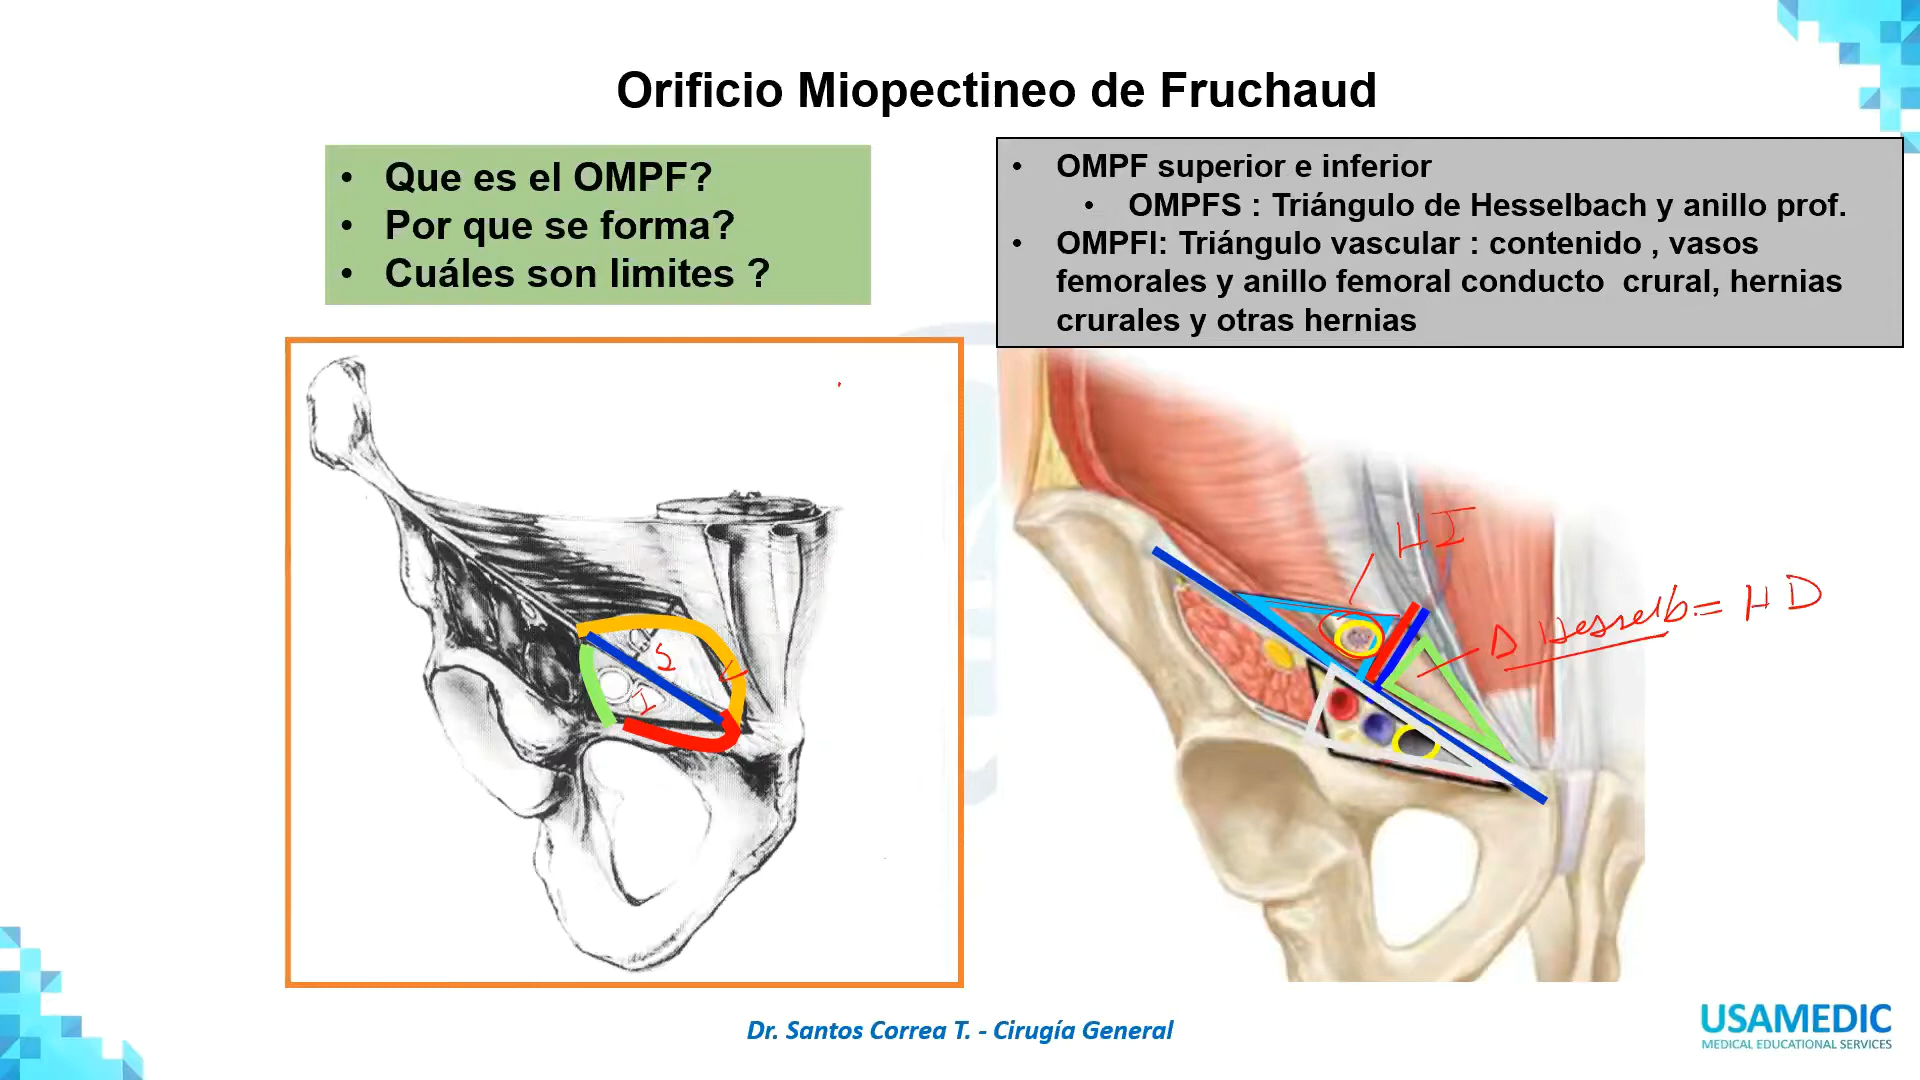 Orificio Miopectineo de Fruchaud
• Que es el OMPF?
• Por que se forma?
• Cuáles son limites ?
• OMPF superior e inferior
• OMPFS : Triángulo de Hesselbach y anillo prof.
• OMPFI: Triángulo vascular : contenido , vasos
femorales y anillo femoral conducto crural, hernias
crurales y otras hernias
S
I
HI
Δ Hesselb= HD
Dr. Santos Correa T. - Cirugía General
USAMEDIC
MEDICAL EDUCATIONAL SERVICES